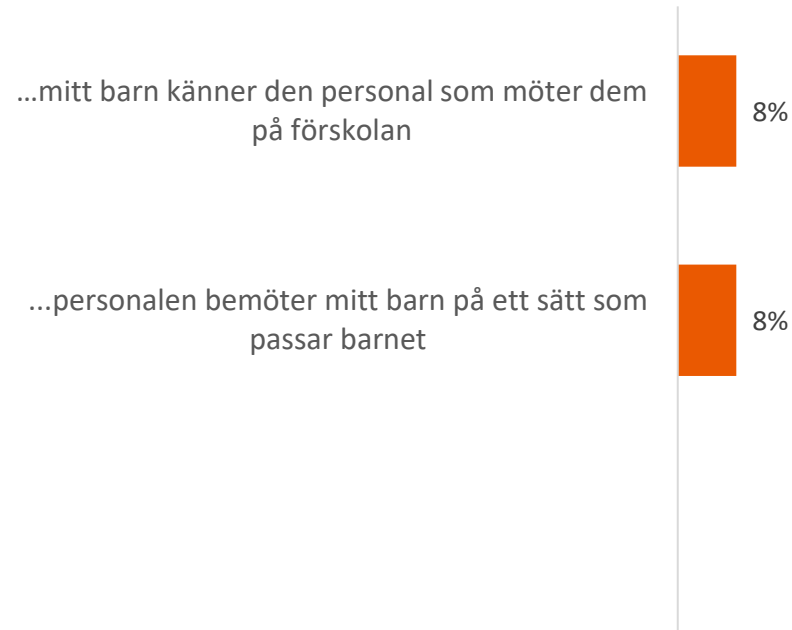 …mitt barn känner den personal som möter dem
på förskolan
8%
...personalen bemöter mitt barn på ett sätt som
passar barnet
8%